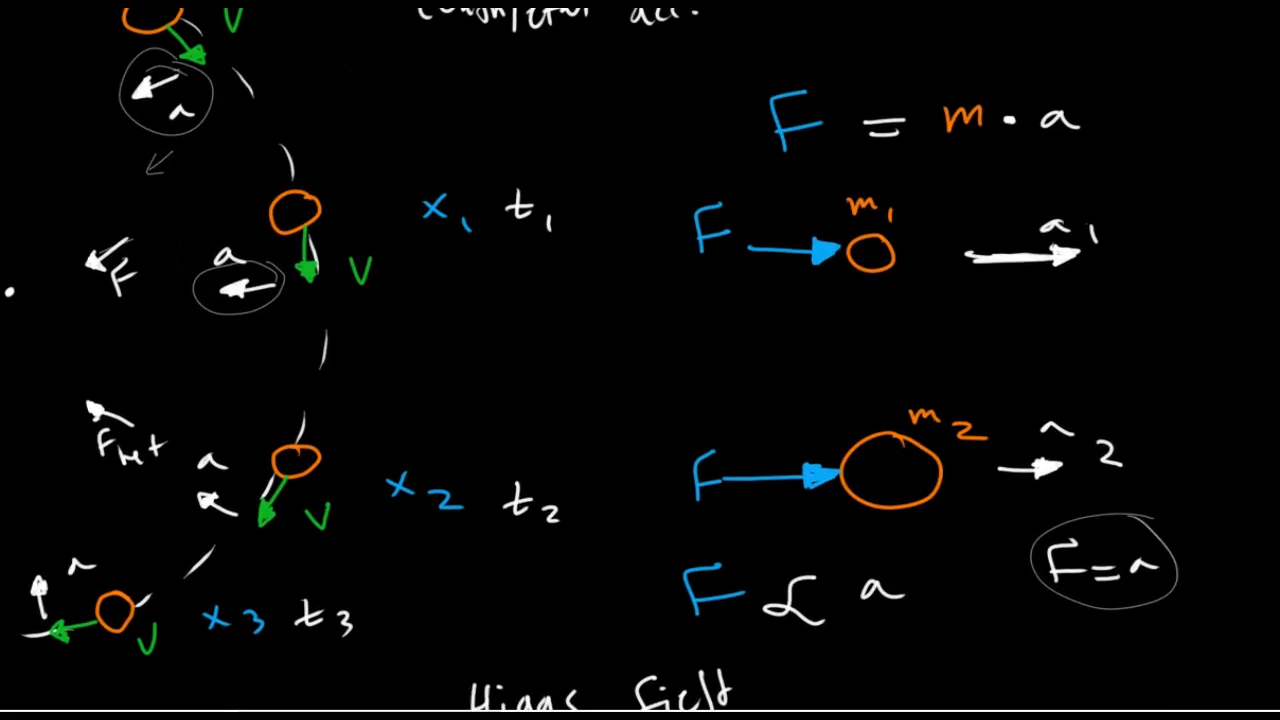 V
a
F = m · a
x₁ t₁
F m₁ a₁
a
F
V
m₂
F a₂
Fnet a
x₂ t₂
V
F = a
F ∝ a
a
x₃ t₃
V
Higgs Field